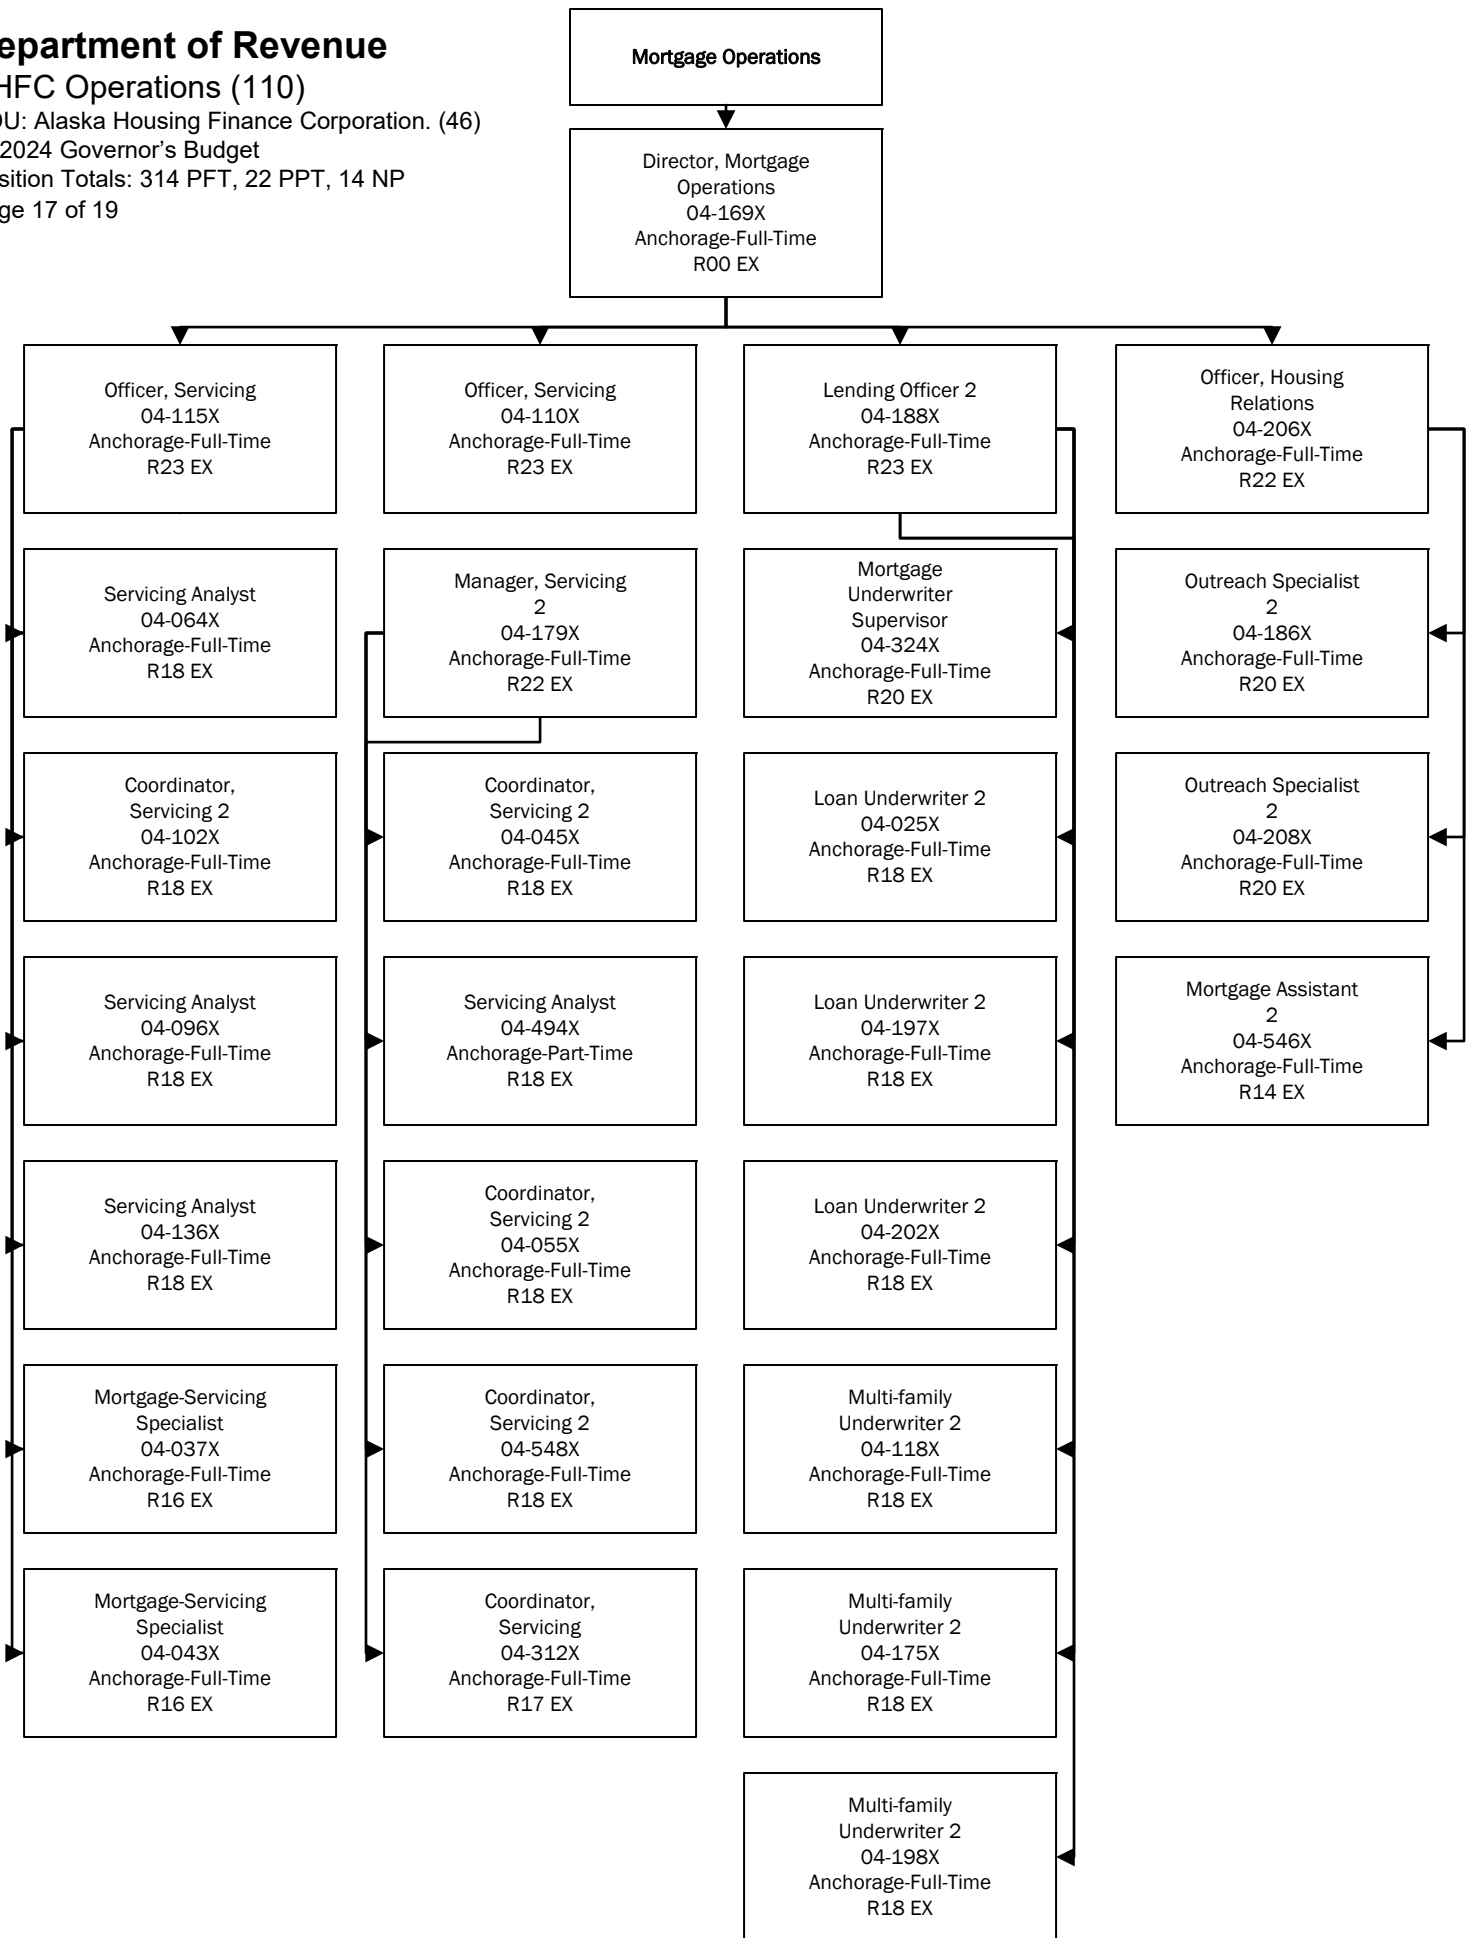 epartment of Revenue
HFC Operations (110)
DU: Alaska Housing Finance Corporation. (46)
2024 Governor's Budget
sition Totals: 314 PFT, 22 PPT, 14 NP
ge 17 of 19
Mortgage Operations
Director, Mortgage
Operations
04-169X
Anchorage-Full-Time
R00 EX
Officer, Servicing
04-115X
Anchorage-Full-Time
R23 EX
Officer, Servicing
04-110X
Anchorage-Full-Time
R23 EX
Lending Officer 2
04-188X
Anchorage-Full-Time
R23 EX
Officer, Housing
Relations
04-206X
Anchorage-Full-Time
R22 EX
Servicing Analyst
04-064X
Anchorage-Full-Time
R18 EX
Manager, Servicing
2
04-179X
Anchorage-Full-Time
R22 EX
Mortgage
Underwriter
Supervisor
04-324X
Anchorage-Full-Time
R20 EX
Outreach Specialist
2
04-186X
Anchorage-Full-Time
R20 EX
Coordinator,
Servicing 2
04-102X
Anchorage-Full-Time
R18 EX
Coordinator,
Servicing 2
04-045X
Anchorage-Full-Time
R18 EX
Loan Underwriter 2
04-025X
Anchorage-Full-Time
R18 EX
Outreach Specialist
2
04-208X
Anchorage-Full-Time
R20 EX
Servicing Analyst
04-096X
Anchorage-Full-Time
R18 EX
Servicing Analyst
04-494X
Anchorage-Part-Time
R18 EX
Loan Underwriter 2
04-197X
Anchorage-Full-Time
R18 EX
Mortgage Assistant
2
04-546X
Anchorage-Full-Time
R14 EX
Servicing Analyst
04-136X
Anchorage-Full-Time
R18 EX
Coordinator,
Servicing 2
04-055X
Anchorage-Full-Time
R18 EX
Loan Underwriter 2
04-202X
Anchorage-Full-Time
R18 EX
Mortgage-Servicing
Specialist
04-037X
Anchorage-Full-Time
R16 EX
Coordinator,
Servicing 2
04-548X
Anchorage-Full-Time
R18 EX
Multi-family
Underwriter 2
04-118X
Anchorage-Full-Time
R18 EX
Mortgage-Servicing
Specialist
04-043X
Anchorage-Full-Time
R16 EX
Coordinator,
Servicing
04-312X
Anchorage-Full-Time
R17 EX
Multi-family
Underwriter 2
04-175X
Anchorage-Full-Time
R18 EX
Multi-family
Underwriter 2
04-198X
Anchorage-Full-Time
R18 EX